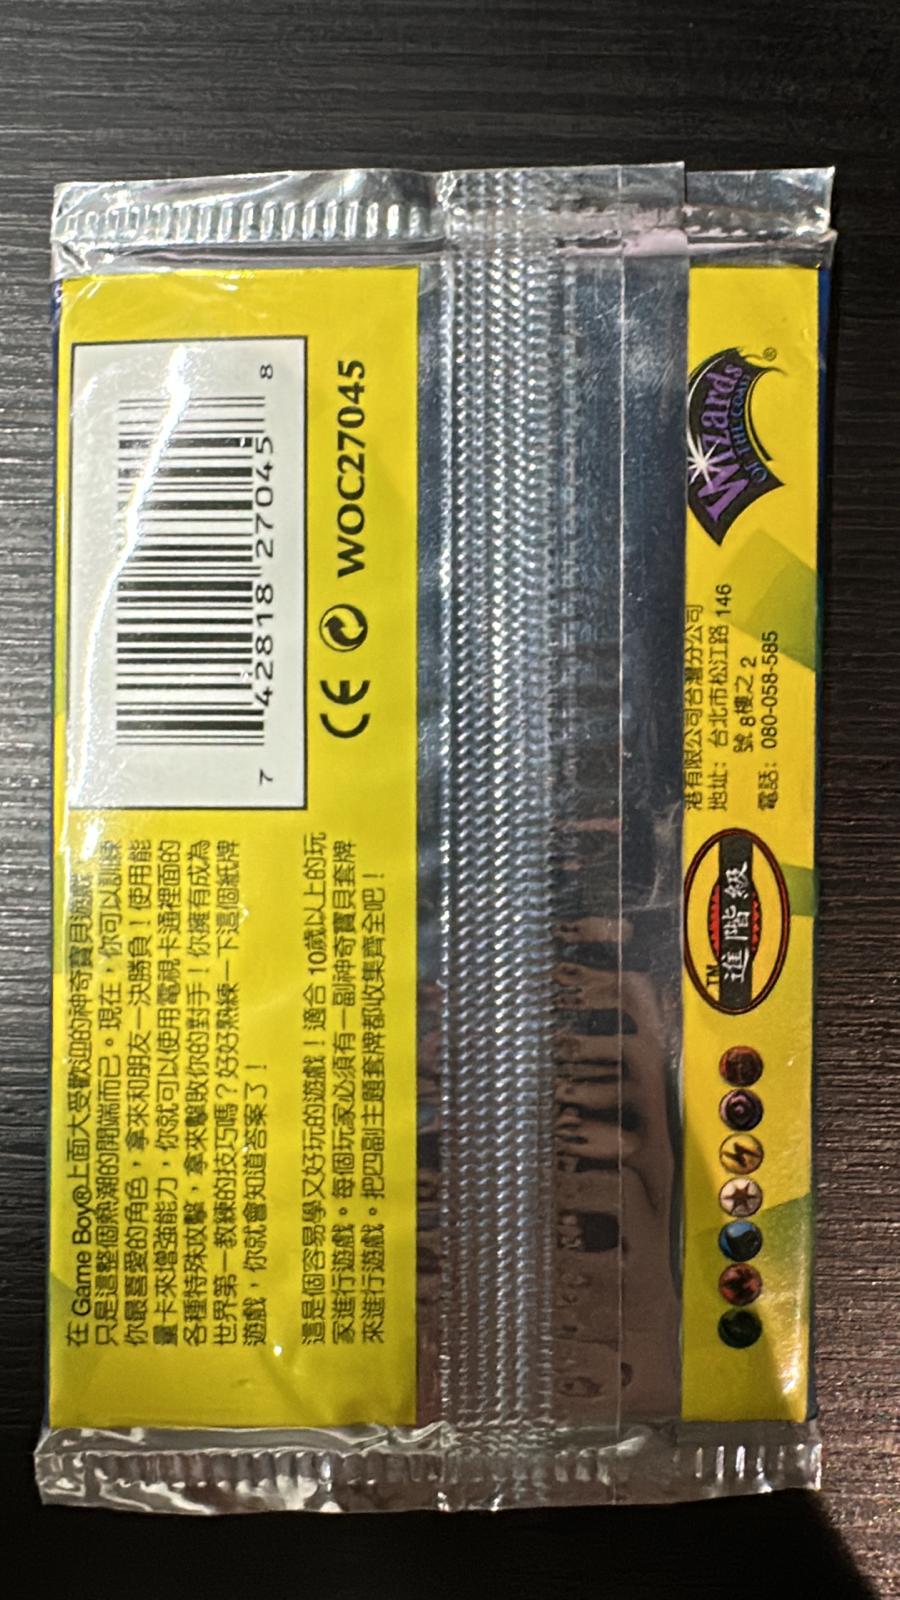 在 Game Boy®上面大受歡迎的神奇寶貝遊戲
只是這整個熱潮的開端而已。現在，你可以訓練
你最喜愛的角色，拿來和朋友一決勝負！使用能
量卡來增強能力，你就可以使用電視卡通裡面的
各種特殊攻擊，拿來擊敗你的對手！你擁有成為
世界第一教練的技巧嗎？好好熟練一下這個紙牌
遊戲，你就會知道答案了！
這是個容易學又好玩的遊戲！適合 10歲以上的玩
家進行遊戲。每個玩家必須有一副神奇寶貝套牌
來進行遊戲。把四副主題套牌都收集齊全吧！
7 42818 27045 8
CE WOC27045
Wizards
OF THE COAST
®
港有限公司台灣分公司
地址：台北市松江路 146
號 8樓之 2
電話：080-058-585
進階級
TM